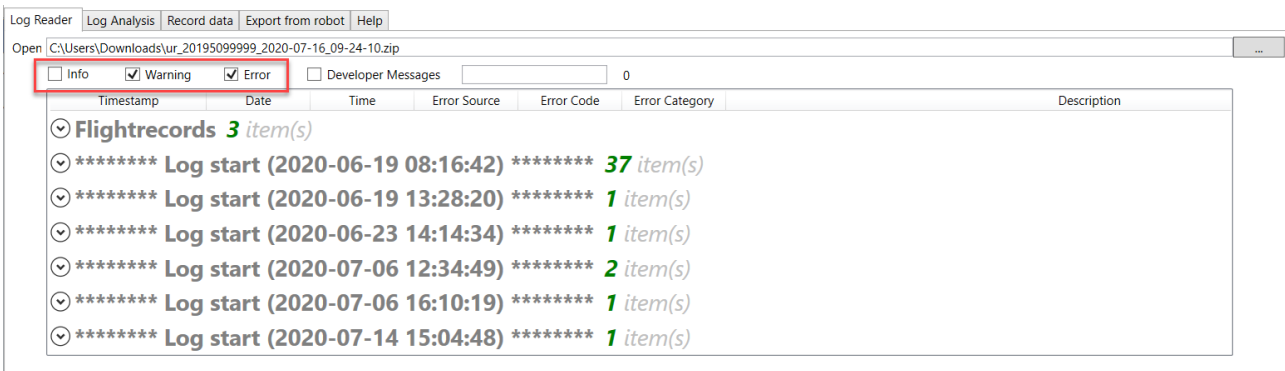 Log Reader Log Analysis Record data Export from robot Help
Open C:\Users\Downloads\ur_20195099999_2020-07-16_09-24-10.zip ...
Info Warning Error Developer Messages 0
Timestamp Date Time Error Source Error Code Error Category Description
Flightrecords 3 item(s)
******** Log start (2020-06-19 08:16:42) ******** 37 item(s)
******** Log start (2020-06-19 13:28:20) ******** 1 item(s)
******** Log start (2020-06-23 14:14:34) ******** 1 item(s)
******** Log start (2020-07-06 12:34:49) ******** 2 item(s)
******** Log start (2020-07-06 16:10:19) ******** 1 item(s)
******** Log start (2020-07-14 15:04:48) ******** 1 item(s)